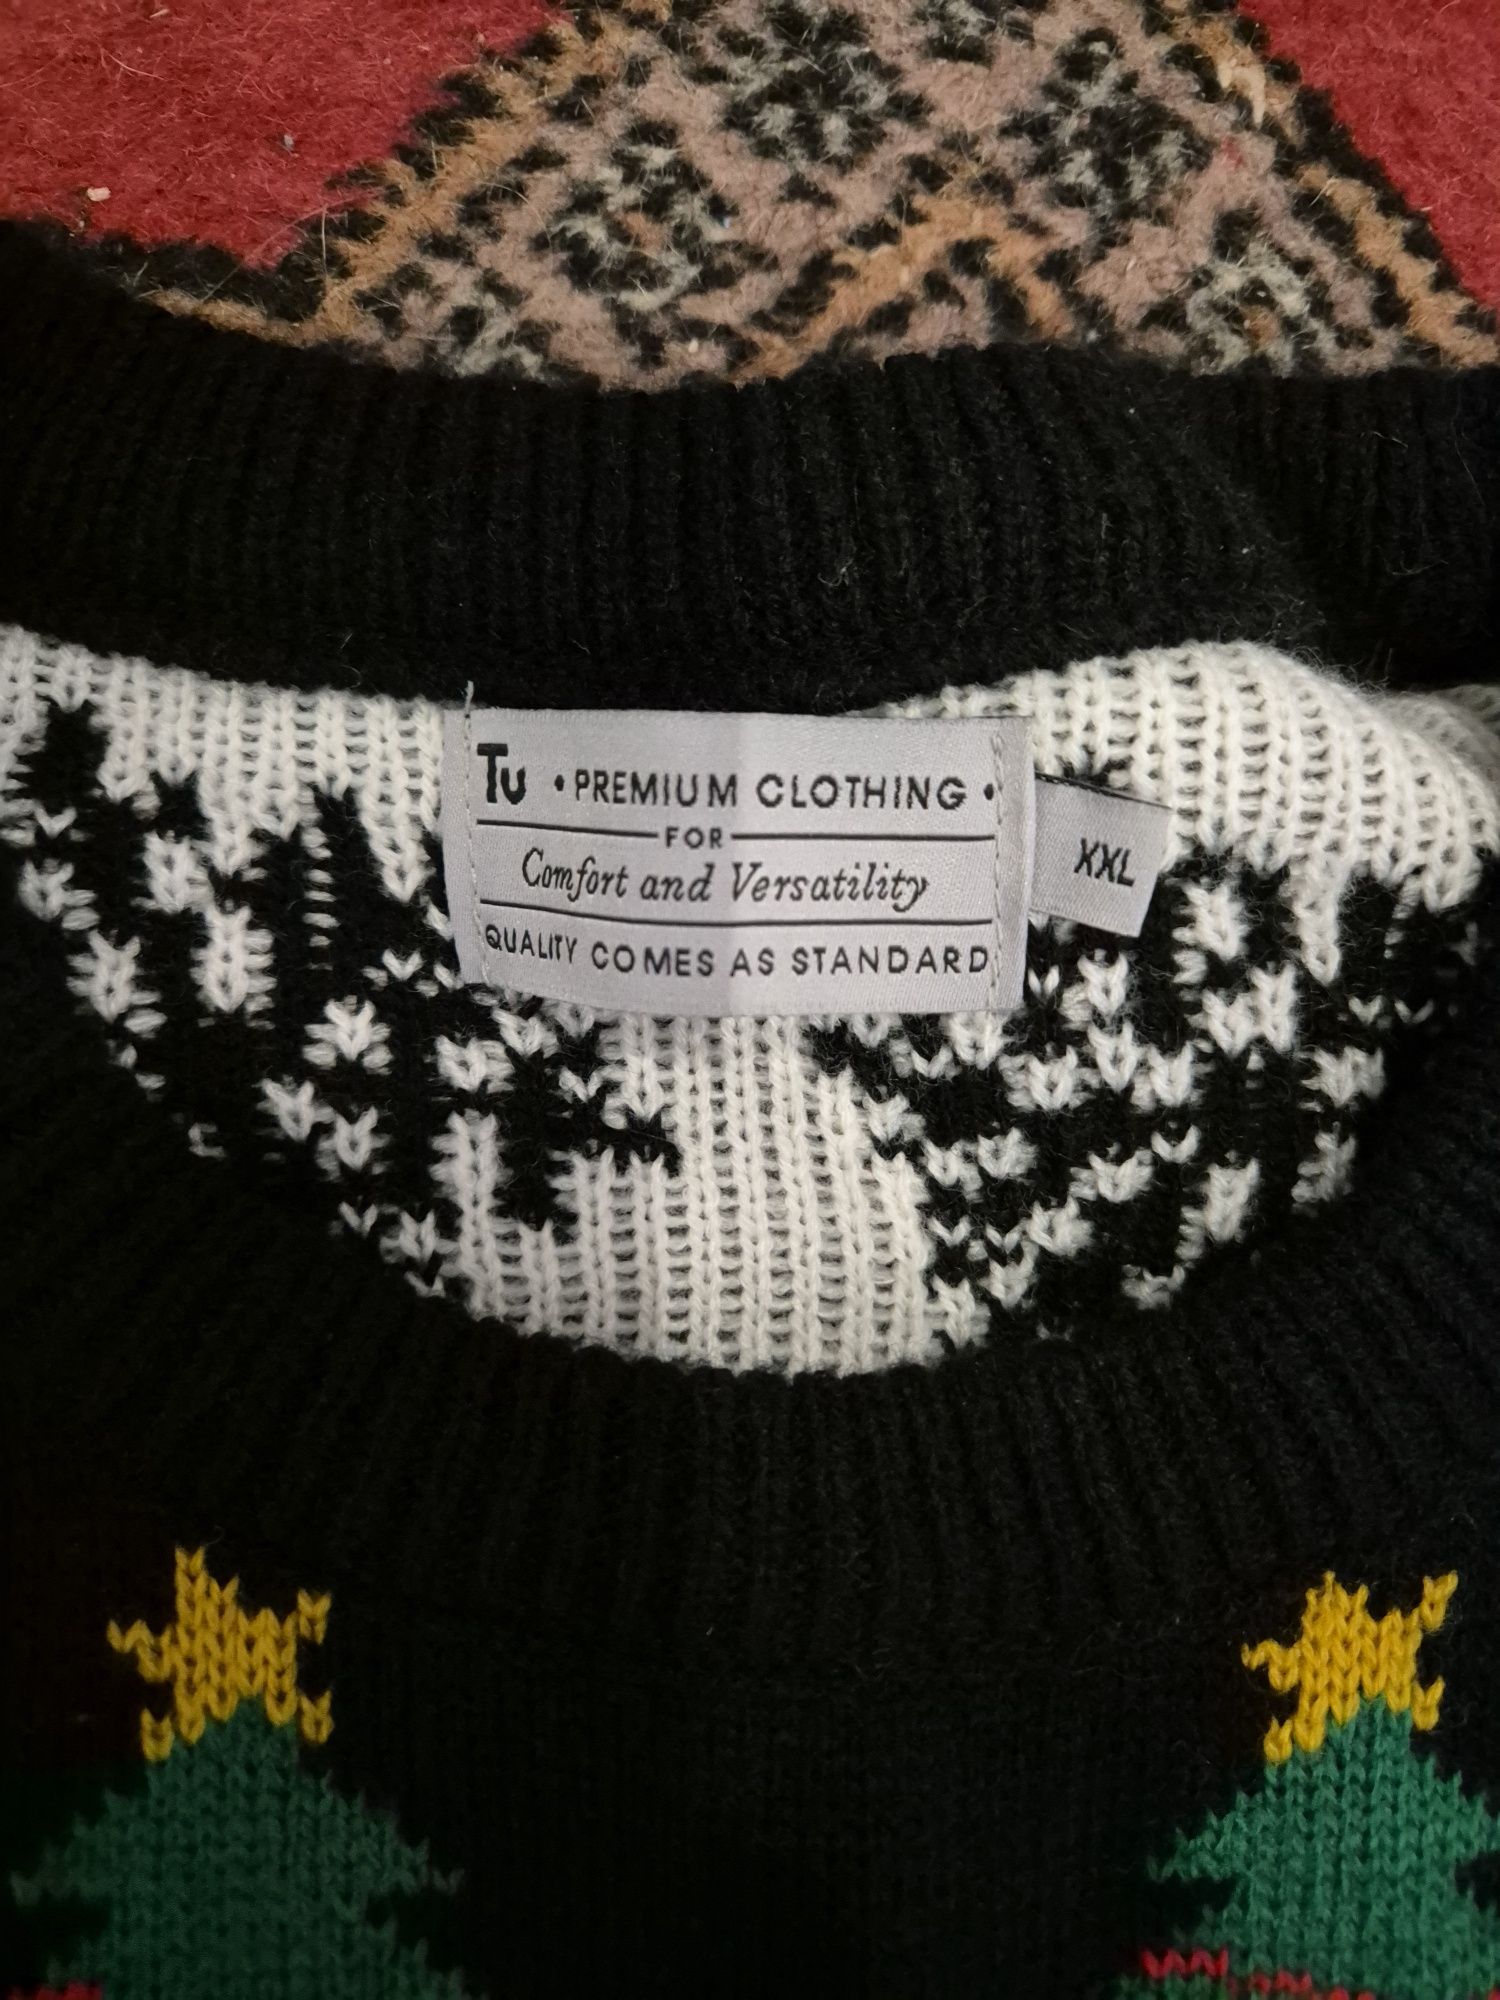 Tu • PREMIUM CLOTHING •
FOR
Comfort and Versatility
QUALITY COMES AS STANDARD
XXL